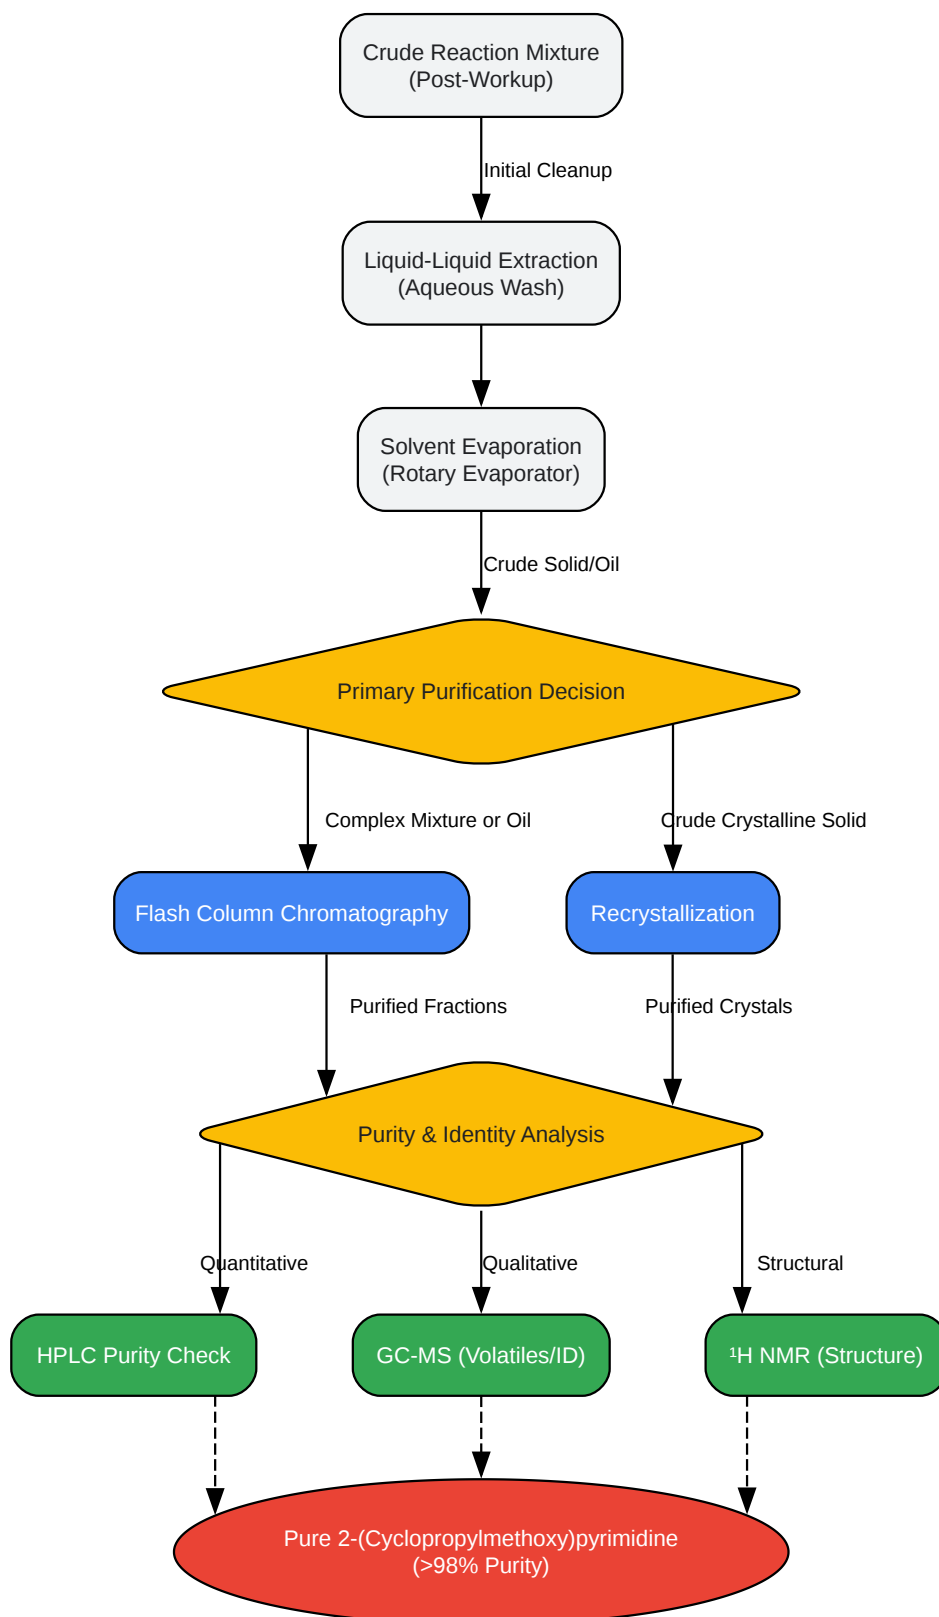 Crude Reaction Mixture
(Post-Workup)
Initial Cleanup
Liquid-Liquid Extraction
(Aqueous Wash)
Solvent Evaporation
(Rotary Evaporator)
Crude Solid/Oil
Primary Purification Decision
Complex Mixture or Oil
Crude Crystalline Solid
Flash Column Chromatography
Recrystallization
Purified Fractions
Purified Crystals
Purity & Identity Analysis
Quantitative
Qualitative
Structural
HPLC Purity Check
GC-MS (Volatiles/ID)
¹H NMR (Structure)
Pure 2-(Cyclopropylmethoxy)pyrimidine
(>98% Purity)